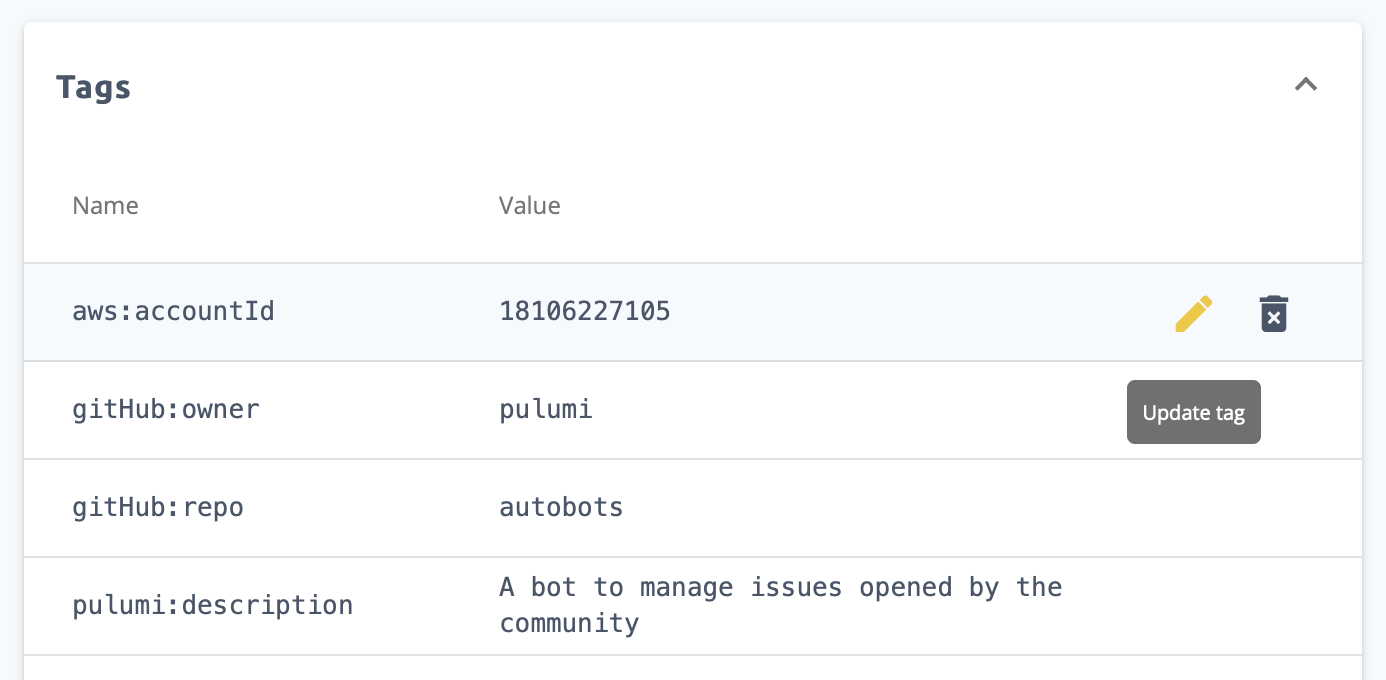 Tags
Name Value
aws:accountId 18106227105
gitHub:owner pulumi
Update tag
gitHub:repo autobots
pulumi:description A bot to manage issues opened by the
community